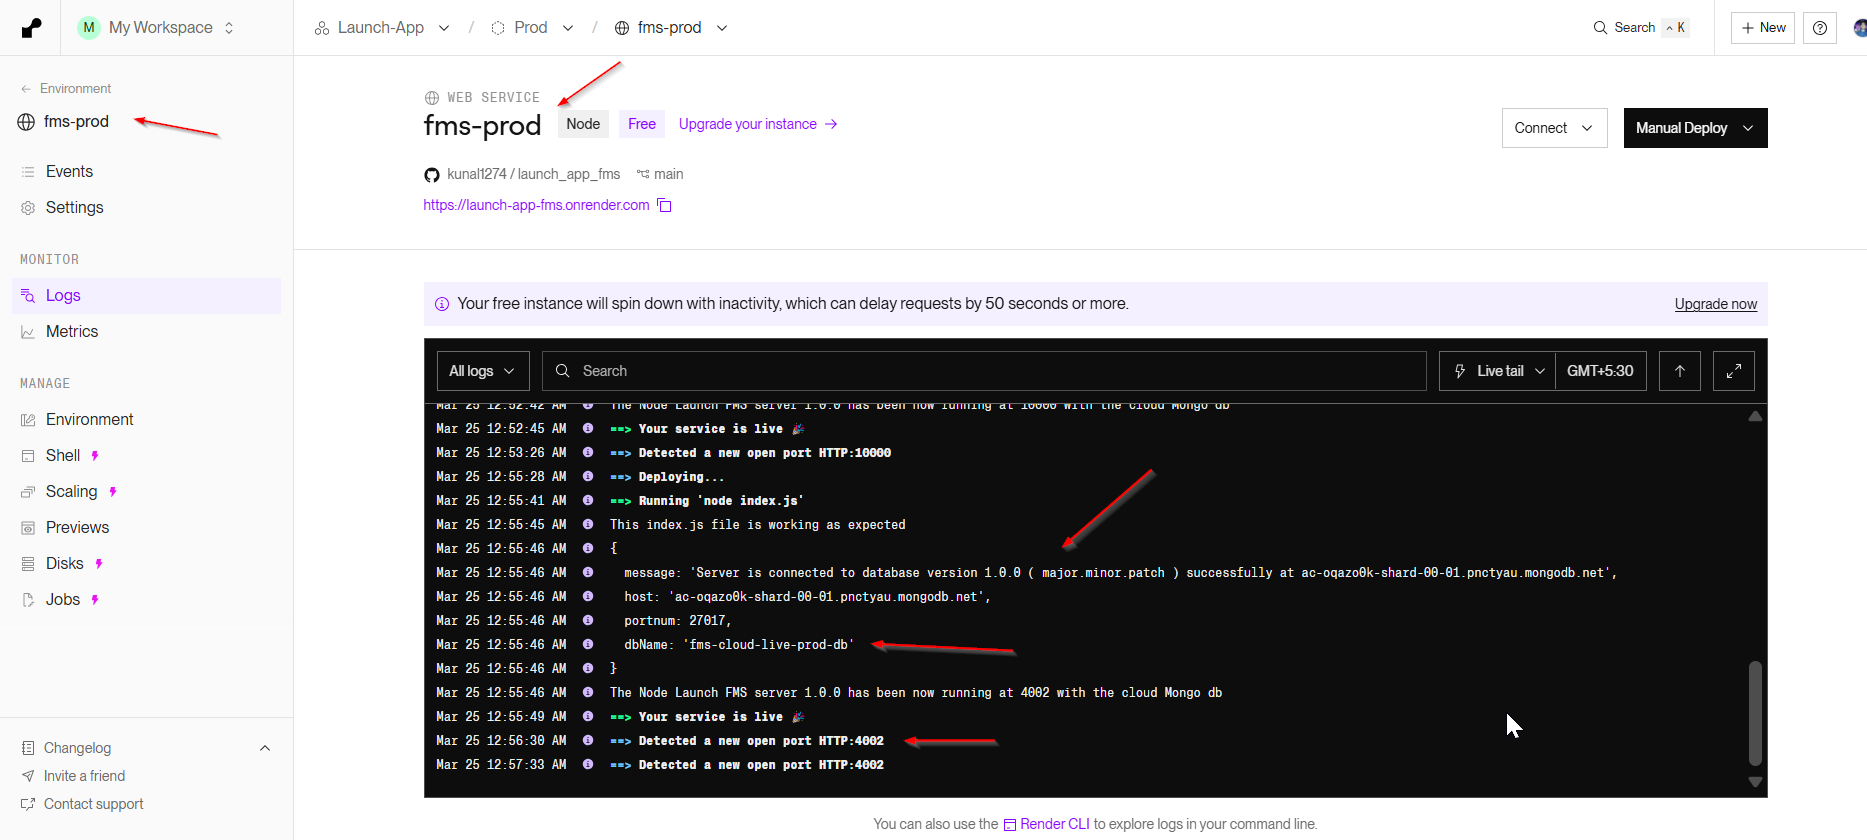 M My Workspace
Launch-App / Prod / fms-prod
Search ^ K
+ New
Environment
fms-prod
Events
Settings
MONITOR
Logs
Metrics
MANAGE
Environment
Shell
Scaling
Previews
Disks
Jobs
Changelog
Invite a friend
Contact support
WEB SERVICE
fms-prod Node Free Upgrade your instance →
Connect
Manual Deploy
kunal1274 / launch_app_fms main
https://launch-app-fms.onrender.com
Your free instance will spin down with inactivity, which can delay requests by 50 seconds or more.
Upgrade now
All logs
Search
Live tail
GMT+5:30
Mar 25 12:52:42 AM The Node Launch FMS server 1.0.0 has been now running at 10000 with the cloud Mongo db
Mar 25 12:52:45 AM ==> Your service is live 🎉
Mar 25 12:53:26 AM ==> Detected a new open port HTTP:10000
Mar 25 12:55:28 AM ==> Deploying...
Mar 25 12:55:41 AM ==> Running 'node index.js'
Mar 25 12:55:45 AM This index.js file is working as expected
Mar 25 12:55:46 AM {
Mar 25 12:55:46 AM message: 'Server is connected to database version 1.0.0 ( major.minor.patch ) successfully at ac-oqazo0k-shard-00-01.pnctyau.mongodb.net',
Mar 25 12:55:46 AM host: 'ac-oqazo0k-shard-00-01.pnctyau.mongodb.net',
Mar 25 12:55:46 AM portnum: 27017,
Mar 25 12:55:46 AM dbName: 'fms-cloud-live-prod-db'
Mar 25 12:55:46 AM }
Mar 25 12:55:46 AM The Node Launch FMS server 1.0.0 has been now running at 4002 with the cloud Mongo db
Mar 25 12:55:49 AM ==> Your service is live 🎉
Mar 25 12:56:30 AM ==> Detected a new open port HTTP:4002
Mar 25 12:57:33 AM ==> Detected a new open port HTTP:4002
You can also use the Render CLI to explore logs in your command line.